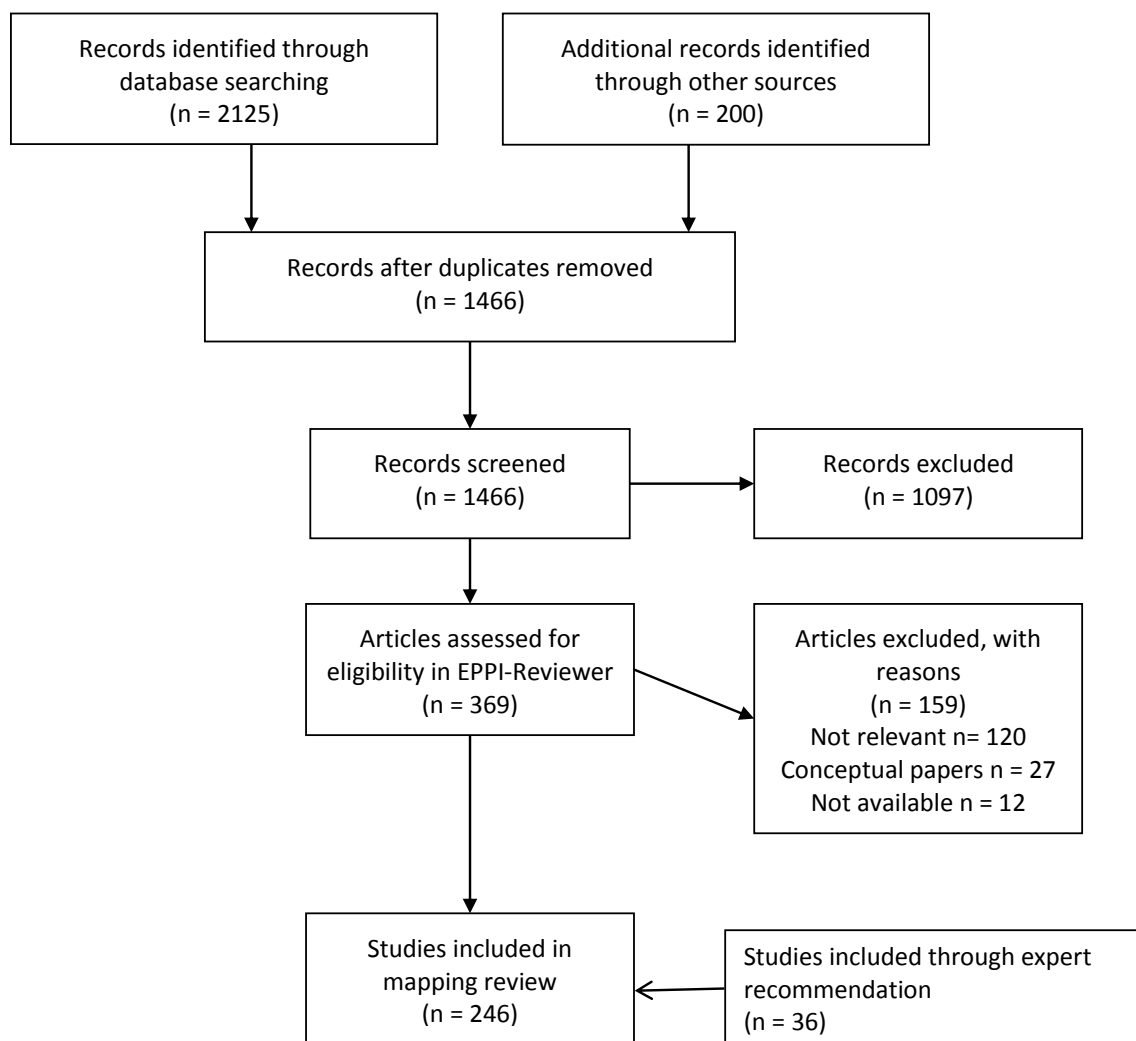 Records identified through
database searching
(n = 2125)
Additional records identified
through other sources
(n = 200)
Records after duplicates removed
(n = 1466)
Records screened
(n = 1466)
Records excluded
(n = 1097)
Articles assessed for
eligibility in EPPI-Reviewer
(n = 369)
Articles excluded, with
reasons
(n = 159)
Not relevant n= 120
Conceptual papers n = 27
Not available n = 12
Studies included in
mapping review
(n = 246)
Studies included through expert
recommendation
(n = 36)